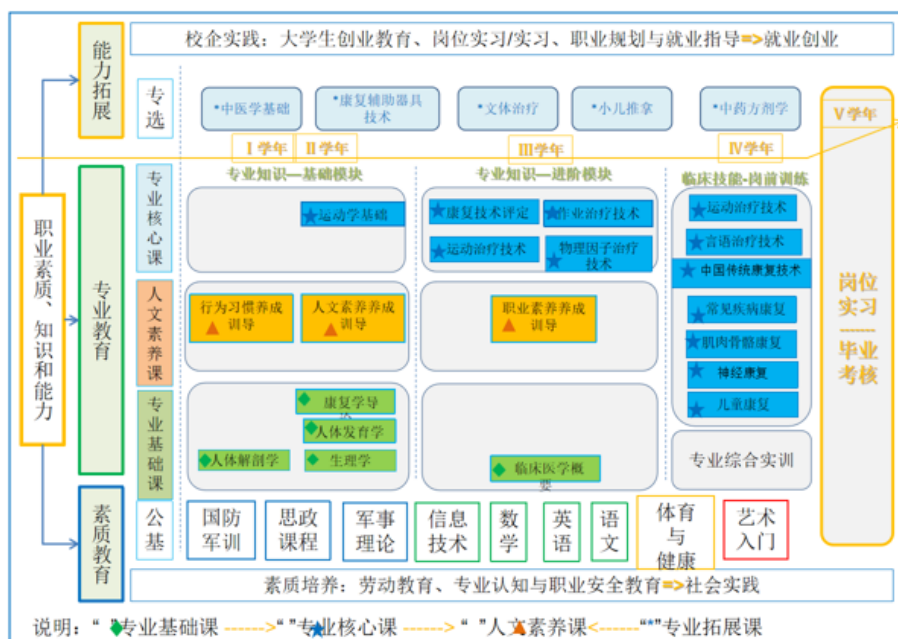 校企实践：大学生创业教育、岗位实习/实习、职业规划与就业指导=>就业创业
能力拓展
专选
*中医学基础
*康复辅助器具
技术
*文体治疗
*小儿推拿
*中药方剂学
V 学年
I 学年
II 学年
III学年
IV学年
职业素质、知识和能力
专业教育
专业核心课
专业知识—基础模块
专业知识—进阶模块
临床技能-岗前训练
运动学基础
康复技术评定
作业治疗技术
运动治疗技术
物理因子治疗
技术
运动治疗技术
言语治疗技术
中国传统康复技术
常见疾病康复
肌肉骨骼康复
神经康复
儿童康复
人文素养课
行为习惯养成
训导
人文素养养成
训导
职业素养养成
训导
岗位
实习
毕业
考核
专业基础课
康复学导
人体发育学
人体解剖学
生理学
临床医学概
要
专业综合实训
素质教育
公基
国防
军训
思政
课程
军事
理论
信息
技术
数学
英语
语文
体育
与
健康
艺术
入门
素质培养：劳动教育、专业认知与职业安全教育=>社会实践
说明：“ ”专业基础课 ------>“ ”专业核心课------>“ ”人文素养课<------“*”专业拓展课